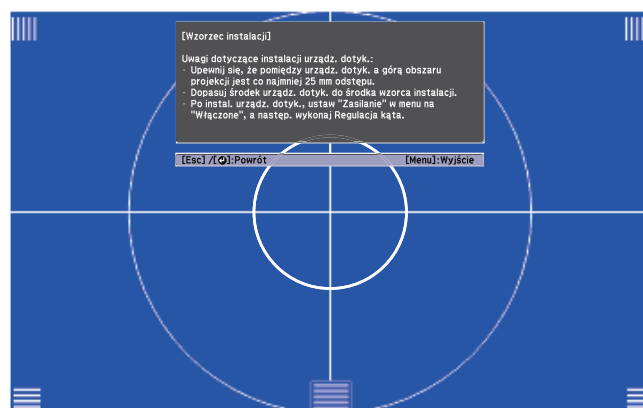 [Wzorzec instalacji]
Uwagi dotyczące instalacji urządz. dotyk.:
· Upewnij się, że pomiędzy urządz. dotyk. a górą obszaru
projekcji jest co najmniej 25 mm odstępu.
· Dopasuj środek urządz. dotyk. do środka wzorca instalacji.
· Po instal. urządz. dotyk., ustaw "Zasilanie" w menu na
"Włączone", a następ. wykonaj Regulacja kąta.
[Esc] /[⏎]:Powrót [Menu]:Wyjście